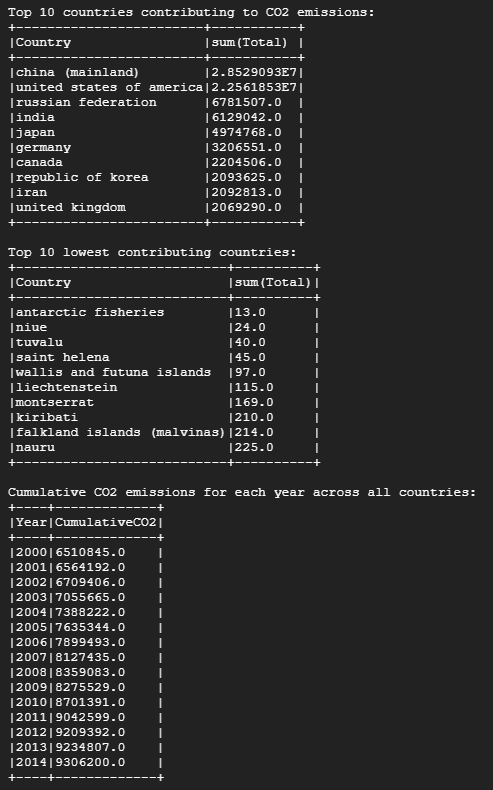 Top 10 countries contributing to CO2 emissions:
+------------------------+-----------+
|Country                 |sum(Total) |
+------------------------+-----------+
|china (mainland)        |2.8529093E7|
|united states of america|2.2561853E7|
|russian federation      |6781507.0  |
|india                   |6129042.0  |
|japan                   |4974768.0  |
|germany                 |3206551.0  |
|canada                  |2204506.0  |
|republic of korea       |2093625.0  |
|iran                    |2092813.0  |
|united kingdom          |2069290.0  |
+------------------------+-----------+
Top 10 lowest contributing countries:
+---------------------------+----------+
|Country                    |sum(Total)|
+---------------------------+----------+
|antarctic fisheries        |13.0      |
|niue                       |24.0      |
|tuvalu                     |40.0      |
|saint helena               |45.0      |
|wallis and futuna islands  |97.0      |
|liechtenstein              |115.0     |
|montserrat                 |169.0     |
|kiribati                   |210.0     |
|falkland islands (malvinas)|214.0     |
|nauru                      |225.0     |
+---------------------------+----------+
Cumulative CO2 emissions for each year across all countries:
+----+-------------+
|Year|CumulativeCO2|
+----+-------------+
|2000|6510845.0    |
|2001|6564192.0    |
|2002|6709406.0    |
|2003|7055665.0    |
|2004|7388222.0    |
|2005|7635344.0    |
|2006|7899493.0    |
|2007|8127435.0    |
|2008|8359083.0    |
|2009|8275529.0    |
|2010|8701391.0    |
|2011|9042599.0    |
|2012|9209392.0    |
|2013|9234807.0    |
|2014|9306200.0    |
+----+-------------+